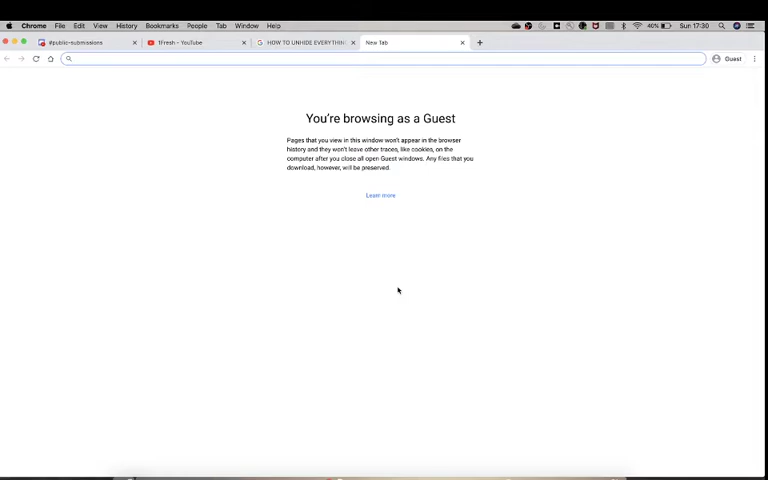 Chrome File Edit View History Bookmarks People Tab Window Help 40% Sun 17:30
#public-submissions 1Fresh - YouTube HOW TO UNHIDE EVERYTHIN New Tab
Guest
You're browsing as a Guest
Pages that you view in this window won't appear in the browser
history and they won't leave other traces, like cookies, on the
computer after you close all open Guest windows. Any files that you
download, however, will be preserved.
Learn more